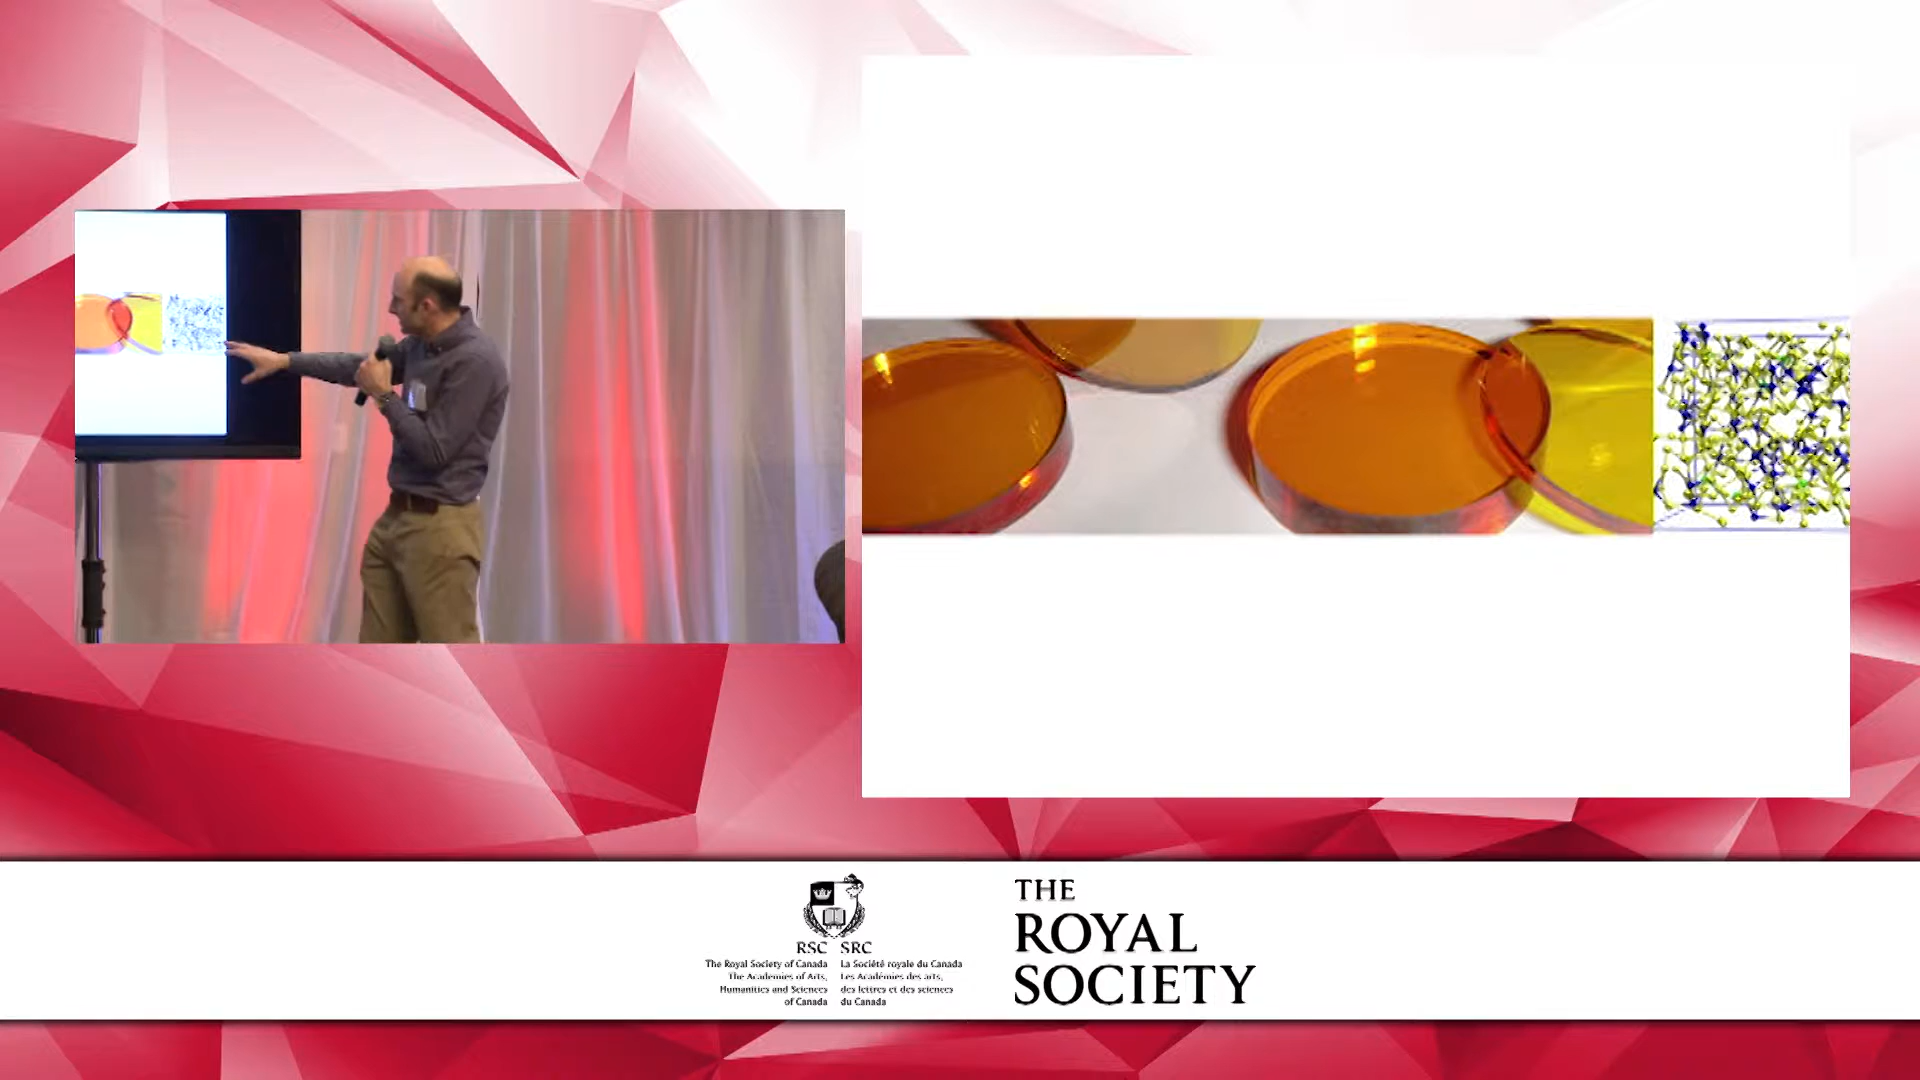 RSC SRC
The Royal Society of Canada
The Academies of Arts,
Humanities and Sciences
of Canada
La Société royale du Canada
Les Académies des arts,
des lettres et des sciences
du Canada
THE
ROYAL
SOCIETY